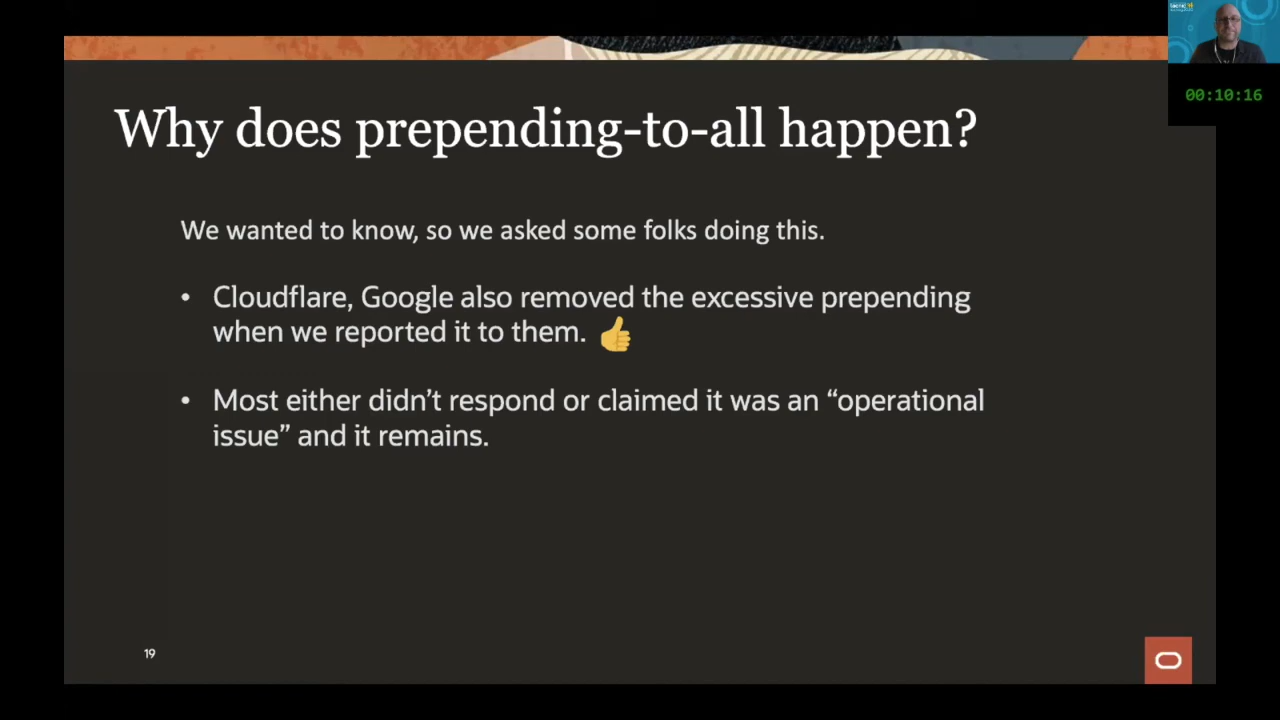 00:10:16
Why does prepending-to-all happen?
We wanted to know, so we asked some folks doing this.
• Cloudflare, Google also removed the excessive prepending
when we reported it to them. 👍
• Most either didn’t respond or claimed it was an “operational
issue” and it remains.
19